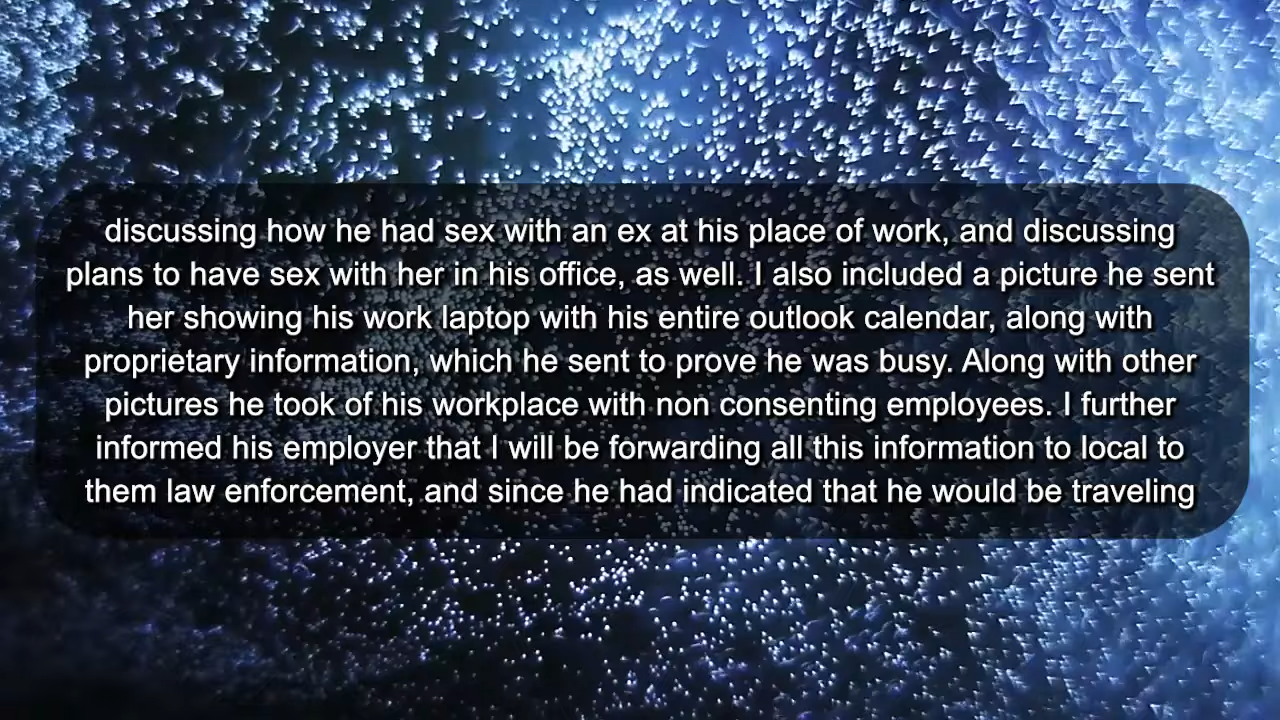 discussing how he had sex with an ex at his place of work, and discussing
plans to have sex with her in his office, as well. I also included a picture he sent
her showing his work laptop with his entire outlook calendar, along with
proprietary information, which he sent to prove he was busy. Along with other
pictures he took of his workplace with non consenting employees. I further
informed his employer that I will be forwarding all this information to local to
them law enforcement, and since he had indicated that he would be traveling